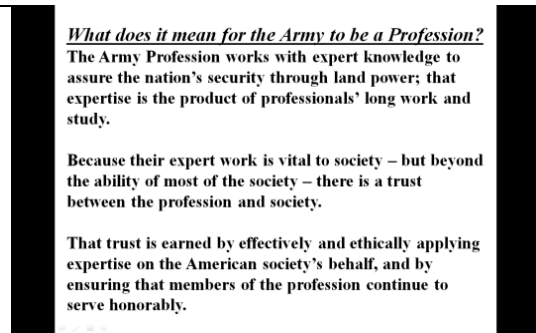 What does it mean for the Army to be a Profession?
The Army Profession works with expert knowledge to
assure the nation's security through land power; that
expertise is the product of professionals' long work and
study.
Because their expert work is vital to society – but beyond
the ability of most of the society – there is a trust
between the profession and society.
That trust is earned by effectively and ethically applying
expertise on the American society's behalf, and by
ensuring that members of the profession continue to
serve honorably.